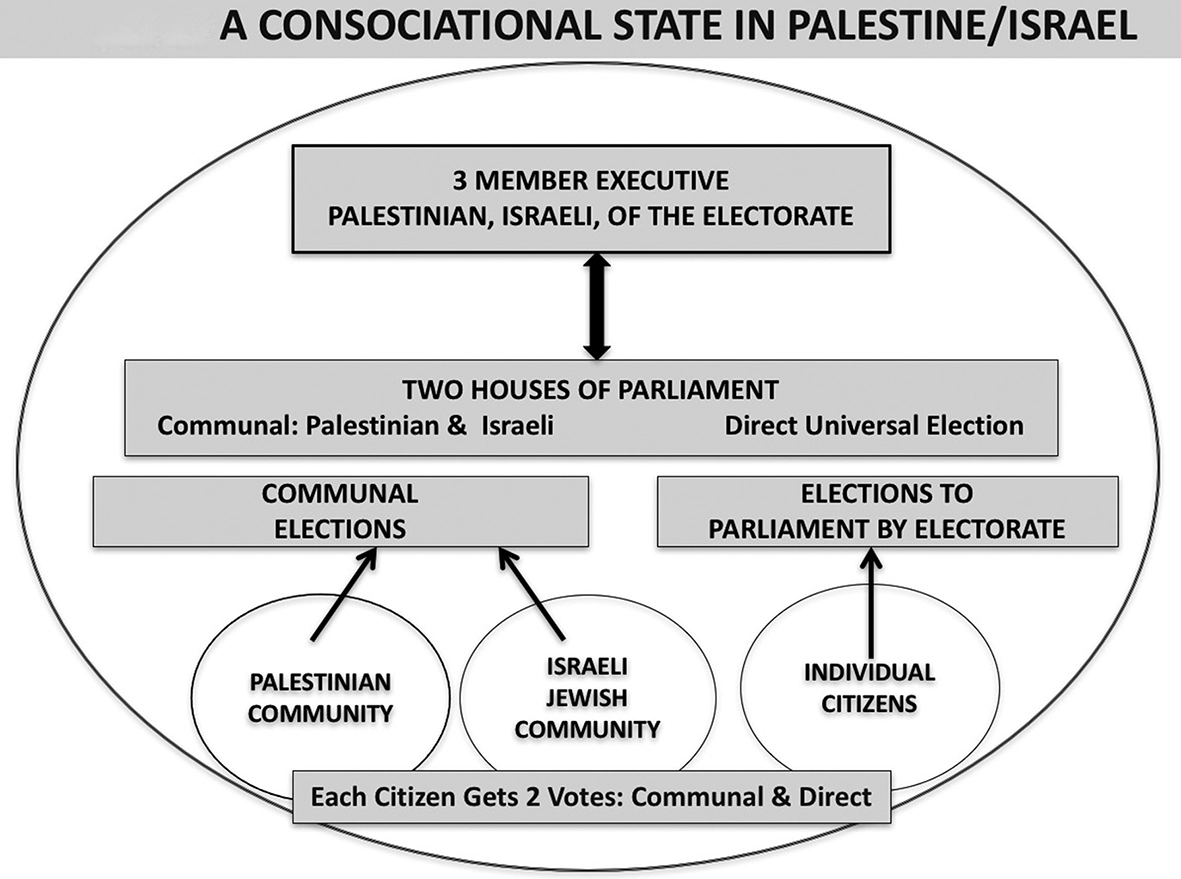 A CONSOCIATIONAL STATE IN PALESTINE/ISRAEL
3 MEMBER EXECUTIVE
PALESTINIAN, ISRAELI, OF THE ELECTORATE
TWO HOUSES OF PARLIAMENT
Communal: Palestinian & Israeli
Direct Universal Election
COMMUNAL
ELECTIONS
ELECTIONS TO
PARLIAMENT BY ELECTORATE
PALESTINIAN
COMMUNITY
ISRAELI
JEWISH
COMMUNITY
INDIVIDUAL
CITIZENS
Each Citizen Gets 2 Votes: Communal & Direct